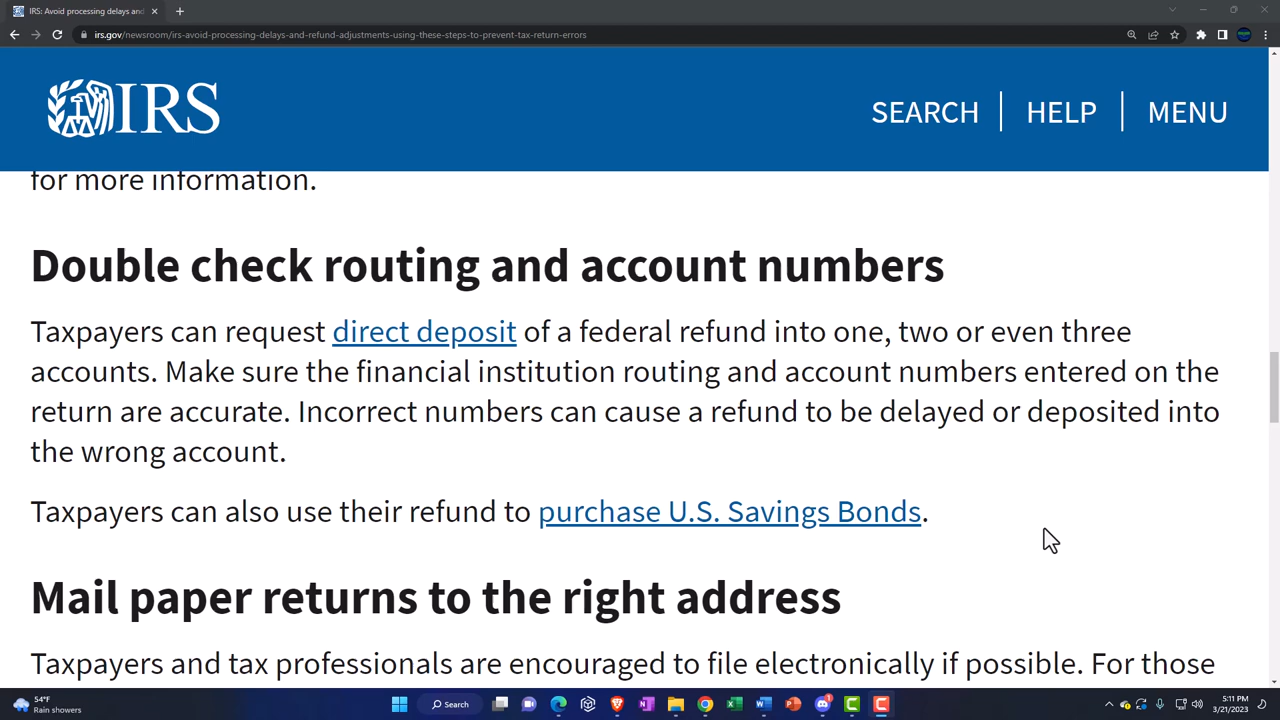 IRS: Avoid processing delays and
irs.gov/newsroom/irs-avoid-processing-delays-and-refund-adjustments-using-these-steps-to-prevent-tax-return-errors
IRS
SEARCH HELP MENU
for more information.
Double check routing and account numbers
Taxpayers can request direct deposit of a federal refund into one, two or even three
accounts. Make sure the financial institution routing and account numbers entered on the
return are accurate. Incorrect numbers can cause a refund to be delayed or deposited into
the wrong account.
Taxpayers can also use their refund to purchase U.S. Savings Bonds.
Mail paper returns to the right address
Taxpayers and tax professionals are encouraged to file electronically if possible. For those
54°F
Rain showers
Search
1
5:11 PM
3/21/2023